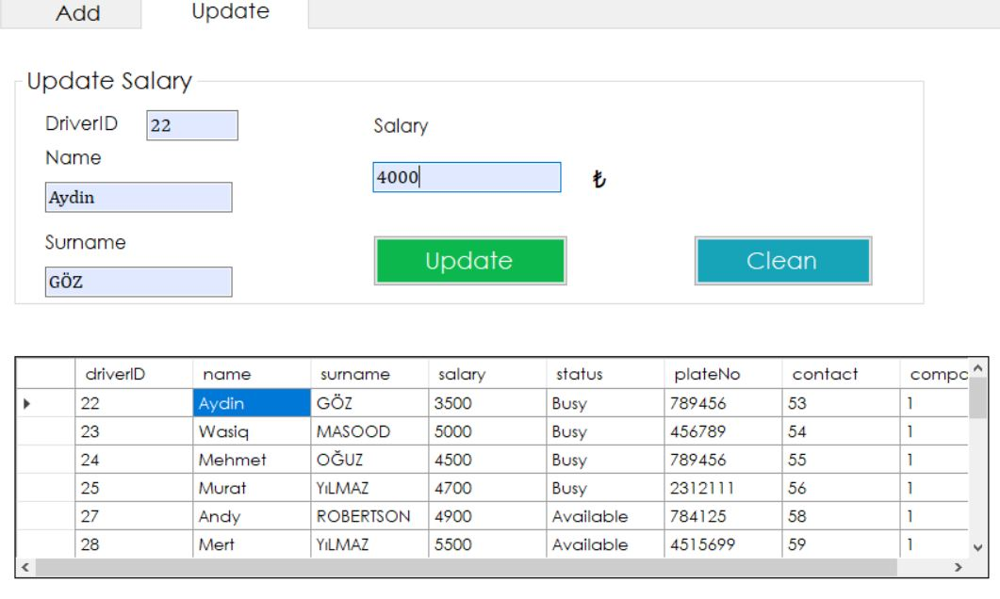 Add Update
Update Salary
DriverID 22
Salary
Name
4000 ₺
Aydin
Surname
Update Clean
GÖZ
driverID name surname salary status plateNo contact compa
22 Aydin GÖZ 3500 Busy 789456 53 1
23 Wasiq MASOOD 5000 Busy 456789 54 1
24 Mehmet OĞUZ 4500 Busy 789456 55 1
25 Murat YıLMAZ 4700 Busy 2312111 56 1
27 Andy ROBERTSON 4900 Available 784125 58 1
28 Mert YıLMAZ 5500 Available 4515699 59 1